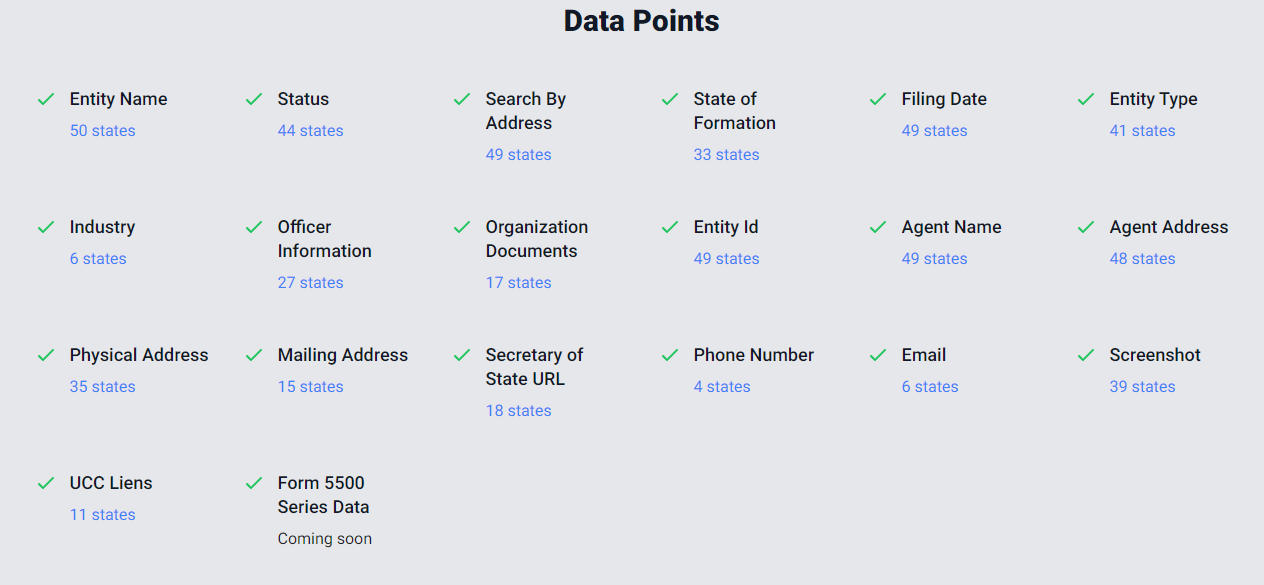 Data Points
Entity Name
50 states
Status
44 states
Search By
Address
49 states
State of
Formation
33 states
Filing Date
49 states
Entity Type
41 states
Industry
6 states
Officer
Information
27 states
Organization
Documents
17 states
Entity Id
49 states
Agent Name
49 states
Agent Address
48 states
Physical Address
35 states
Mailing Address
15 states
Secretary of
State URL
18 states
Phone Number
4 states
Email
6 states
Screenshot
39 states
UCC Liens
11 states
Form 5500
Series Data
Coming soon